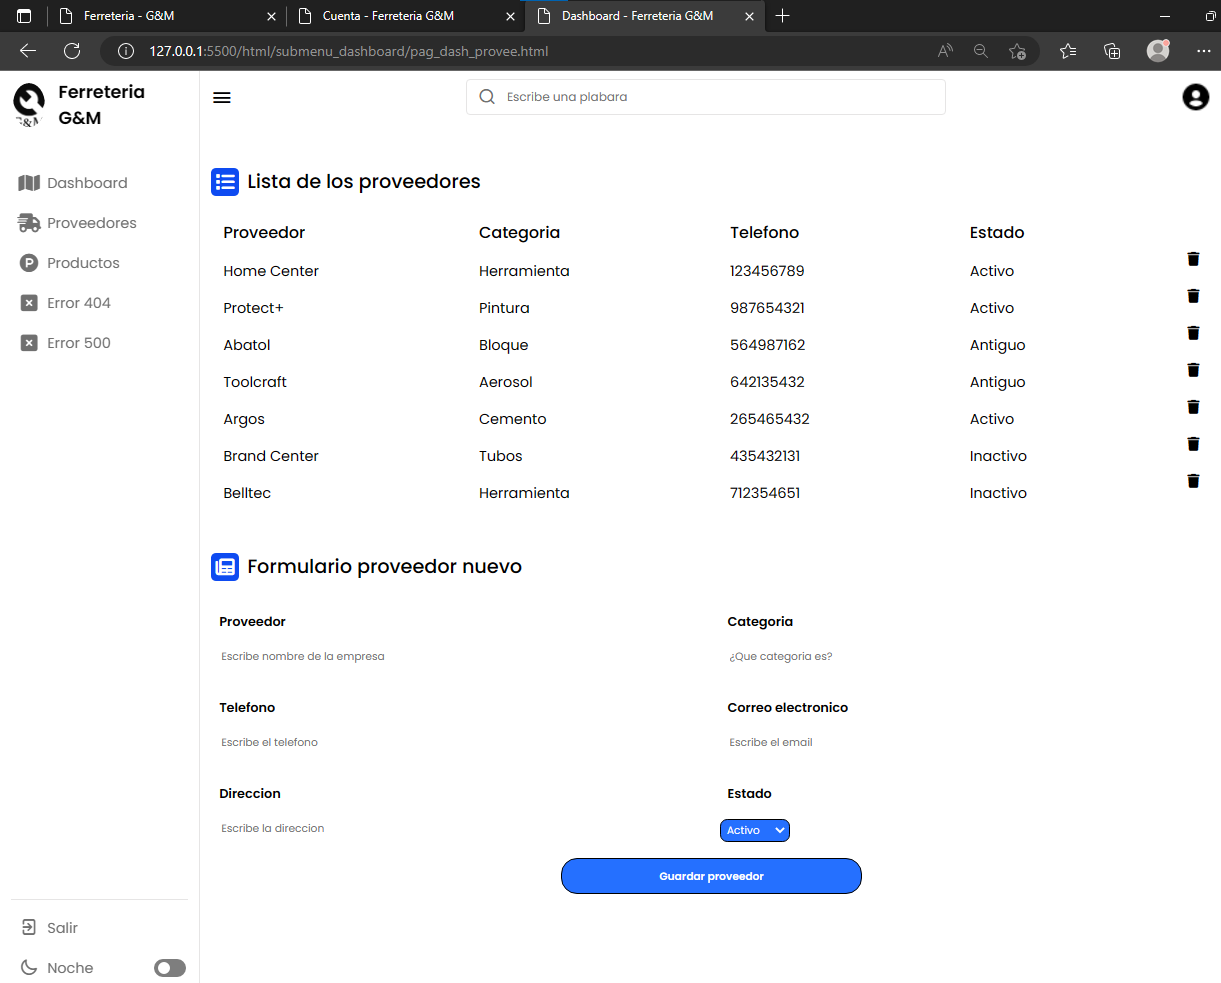 Ferreteria - G&M
Cuenta - Ferreteria G&M
Dashboard - Ferreteria G&M
127.0.0.1:5500/html/submenu_dashboard/pag_dash_provee.html
Ferreteria
G&M
G&M
Escribe una plabara
Dashboard
Proveedores
Productos
Error 404
Error 500
Lista de los proveedores
Proveedor Categoria Telefono Estado
Home Center Herramienta 123456789 Activo
Protect+ Pintura 987654321 Activo
Abatol Bloque 564987162 Antiguo
Toolcraft Aerosol 642135432 Antiguo
Argos Cemento 265465432 Activo
Brand Center Tubos 435432131 Inactivo
Belltec Herramienta 712354651 Inactivo
Formulario proveedor nuevo
Proveedor Categoria
Escribe nombre de la empresa ¿Que categoria es?
Telefono Correo electronico
Escribe el telefono Escribe el email
Direccion Estado
Escribe la direccion Activo
Guardar proveedor
Salir
Noche